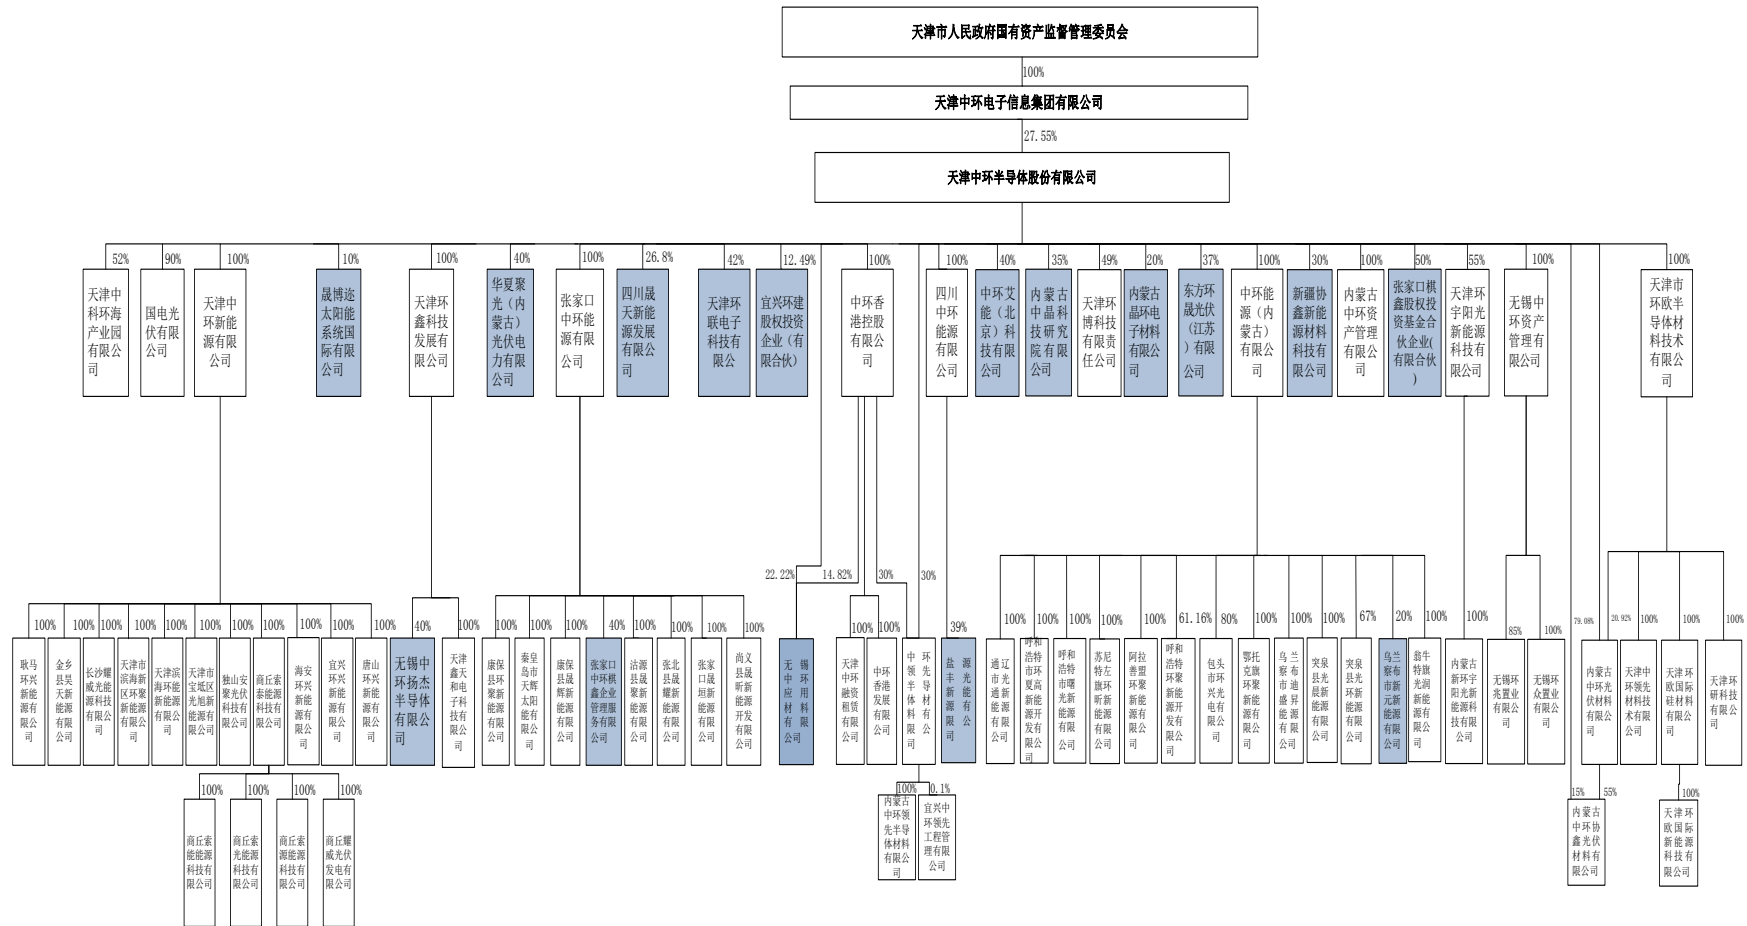 天津市人民政府国有资产监督管理委员会
100%
天津中环电子信息集团有限公司
27.55%
天津中环半导体股份有限公司
52%
天津中
科环海
产业园
有限公
司
90%
国电光
伏有限
公司
100%
天津中
环新能
源有限
公司
10%
晟博迩
太阳能
系统国
际有限
公司
100%
天津环
鑫科技
发展有
限公司
40%
华夏聚
光（内
蒙古）
光伏电
力有限
公司
100%
张家口
中环能
源有限
公司
26.8%
四川晟
天新能
源发展
有限公
司
42%
天津环
联电子
科技有
限公
12.49%
宜兴环建
股权投资
企业（有
限合伙）
100%
中环香
港控股
有限公
司
100%
四川
中环
能源
有限
公司
40%
中环艾
能（北
京）科
技有限
公司
35%
内蒙古
中晶科
技研究
院有限
公司
49%
天津环
博科技
有限责
任公司
20%
内蒙古
晶环电
子材料
有限公
司
37%
东方环
晟光伏
（江苏
）有限
公司
100%
中环能
源（内
蒙古）
有限公
司
30%
新疆协
鑫新能
源材料
科技有
限公司
100%
内蒙古
中环资
产管理
有限公
司
50%
张家口棋
鑫股权投
资基金合
伙企业(
有限合伙
)
55%
天津环
宇阳光
新能源
科技有
限公司
100%
无锡中
环资产
管理有
限公司
100%
天津市
环欧半
导体材
料技术
有限公
司
22.22%
14.82%
30%
30%
100%
耿马
环兴
新能
源有
限公
司
100%
金乡
县昊
天新
能源
有限
公司
100%
长沙耀
威光能
源科技
有限公
司
100%
天津市
滨海新
区环聚
新能源
有限公
司
100%
天津滨
海环能
新能源
有限公
司
100%
天津市
宝坻区
光旭新
能源有
限公司
100%
独山安
聚光伏
科技有
限公司
100%
商丘索
泰能源
科技有
限公司
100%
海安
环兴
新能
源有
限公
司
100%
宜兴
环兴
新能
源有
限公
司
100%
唐山
环兴
新能
源有
限公
司
40%
无锡中
环扬杰
半导体
有限公
司
100%
天津
鑫天
和电
子科
技有
限公
司
100%
康保
县环
聚新
能源
有限
公司
100%
秦皇
岛市
天辉
太阳
能有
限公
司
100%
康保
县晟
辉新
能源
有限
公司
40%
张家口
中环棋
鑫企业
管理服
务有限
公司
100%
沽源
县晟
聚新
能源
有限
公司
100%
张北
县晟
耀新
能源
有限
公司
100%
张家
口晟
垣新
能源
有限
公司
100%
尚义
县晟
昕新
能源
开发
有限
公司
无 锡
中 环
应 用
材 料
有 限
公司
100%
天津
中环
融资
租赁
有限
公司
100%
中环
香港
发展
有限
公司
中 环
领 先
半 导
体 材
料 有
限 公
司
39%
盐 源
丰 光
新 能
源 有
限 公
司
100%
通辽
市光
通新
能源
有限
公司
100%
呼和
浩特
市环
夏高
新能
源开
发有
限公
司
100%
呼和
浩特
市曙
光新
能源
有限
公司
100%
苏尼
特左
旗环
昕新
能源
有限
公司
100%
阿拉
善盟
环聚
新能
源有
限公
司
61.16%
呼和
浩特
环聚
新能
源开
发有
限公
司
80%
包头
市环
兴光
电有
限公
司
100%
鄂托
克旗
环聚
新能
源有
限公
司
100%
乌兰
察布
市迪
盛昇
能源
有限
公司
100%
突泉
县光
晨新
能源
有限
公司
67%
突泉
县光
环新
能源
有限
公司
20%
乌兰
察布
市新
元新
能源
有限
公司
100%
翁牛
特旗
光润
新能
源有
限公
司
100%
内蒙古
新环宇
阳光新
能源科
技有限
公司
85%
无锡环
兆置业
有限公
司
100%
无锡环
众置业
有限公
司
79.08%
内蒙古
中环光
伏材料
有限公
司
20.92%
100%
天津中
环领先
材料技
术有限
公司
100%
天津环
欧国际
硅材料
有限公
司
100%
天津环
研科技
有限公
司
100%
商丘索
能能源
科技有
限公司
100%
商丘索
光能源
科技有
限公司
100%
商丘索
源能源
科技有
限公司
100%
商丘耀
威光伏
发电有
限公司
100%
内蒙古
中环领
先半导
体材料
有限公
司
0.1%
宜兴中
环领先
工程管
理有限
公司
15%
55%
内 蒙 古
中 环 协
鑫 光 伏
材 料 有
限公司
100%
天 津 环
欧 国 际
新 能 源
科 技 有
限公司